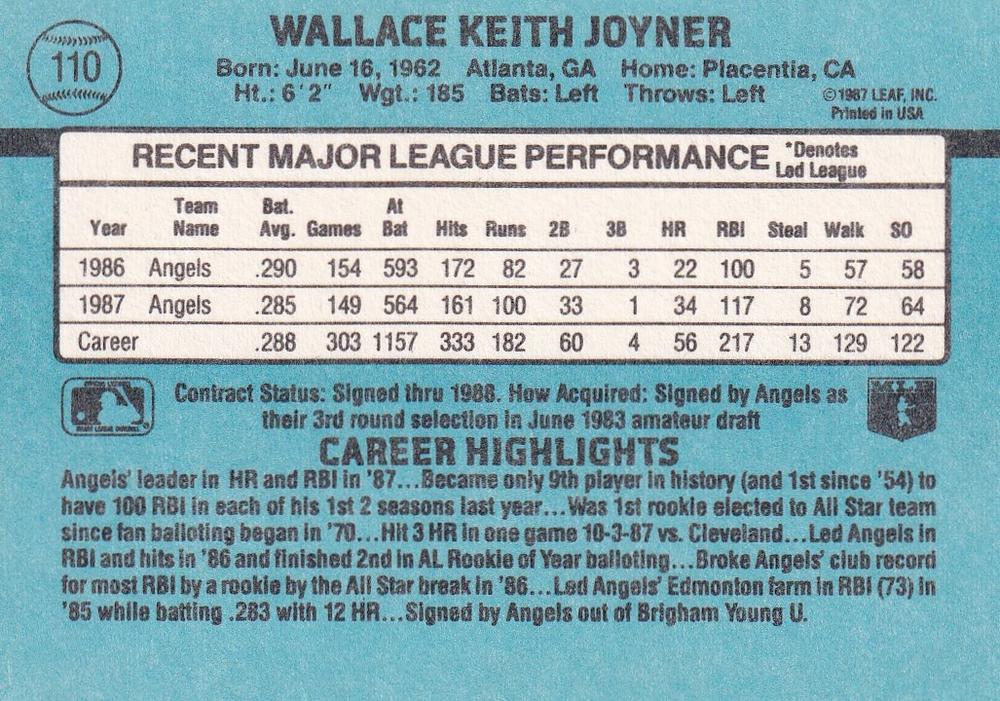 110
WALLACE KEITH JOYNER
Born: June 16, 1962 Atlanta, GA Home: Placentia, CA
Ht.: 6'2" Wgt.: 185 Bats: Left Throws: Left
©1987 LEAF, INC.
Printed in USA
RECENT MAJOR LEAGUE PERFORMANCE *Denotes
Led League
Year Team Name Bat. Avg. Games At Bat Hits Runs 2B 3B HR RBI Steal Walk SO
1986 Angels .290 154 593 172 82 27 3 22 100 5 57 58
1987 Angels .285 149 564 161 100 33 1 34 117 8 72 64
Career .288 303 1157 333 182 60 4 56 217 13 129 122
Contract Status: Signed thru 1988. How Acquired: Signed by Angels as
their 3rd round selection in June 1983 amateur draft
CAREER HIGHLIGHTS
Angels' leader in HR and RBI in '87...Became only 9th player in history (and 1st since '54) to
have 100 RBI in each of his 1st 2 seasons last year...Was 1st rookie elected to All Star team
since fan balloting began in '70...Hit 3 HR in one game 10-3-87 vs. Cleveland...Led Angels in
RBI and hits in '86 and finished 2nd in AL Rookie of Year balloting...Broke Angels' club record
for most RBI by a rookie by the All Star break in '86...Led Angels' Edmonton farm in RBI (73) in
'85 while batting .283 with 12 HR...Signed by Angels out of Brigham Young U.